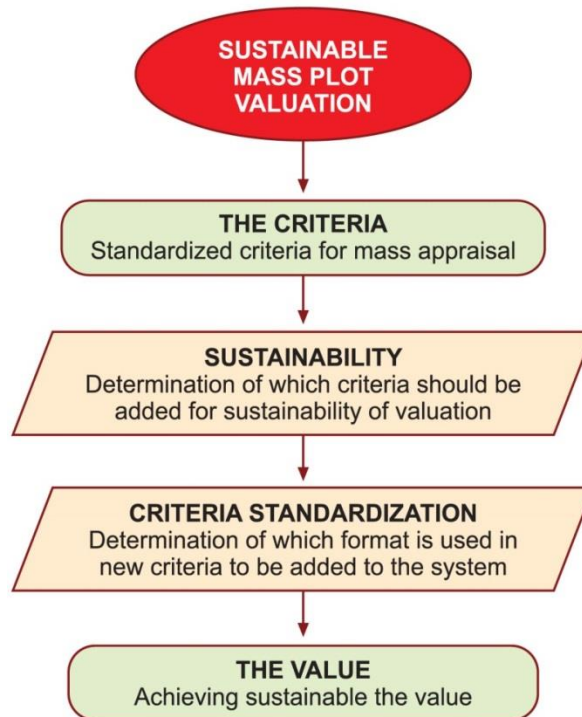 SUSTAINABLE
MASS PLOT
VALUATION
THE CRITERIA
Standardized criteria for mass appraisal
SUSTAINABILITY
Determination of which criteria should be
added for sustainability of valuation
CRITERIA STANDARDIZATION
Determination of which format is used in
new criteria to be added to the system
THE VALUE
Achieving sustainable the value